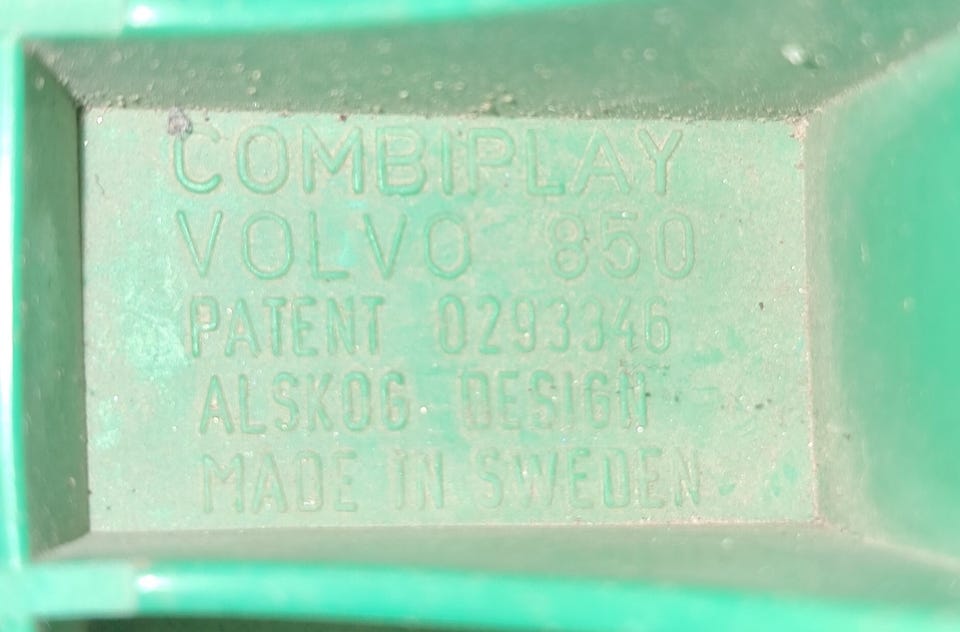 COMBIPLAY
VOLVO 850
PATENT 0293346
ALSKOG DESIGN
MADE IN SWEDEN